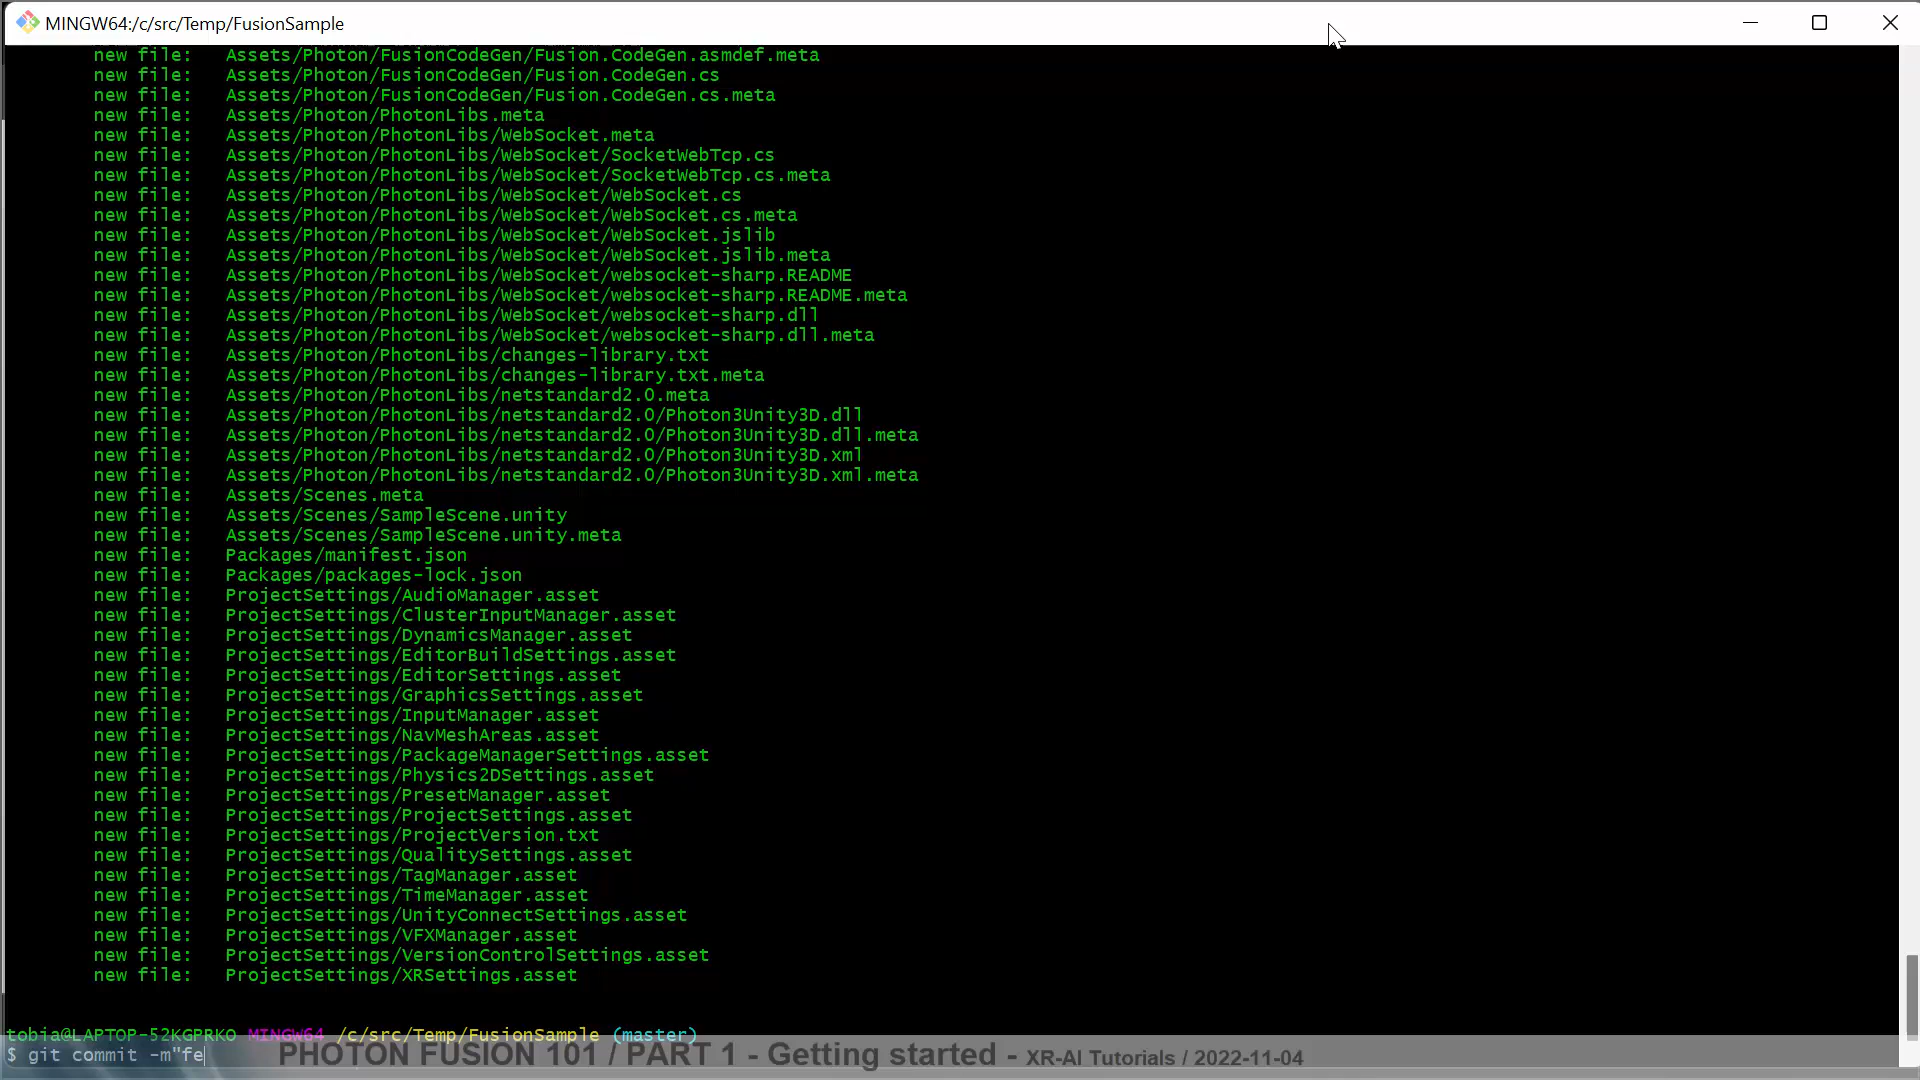 MINGW64:/c/src/Temp/FusionSample
new file: Assets/Photon/FusionCodeGen/Fusion.CodeGen.asmdef.meta
new file: Assets/Photon/FusionCodeGen/Fusion.CodeGen.cs
new file: Assets/Photon/FusionCodeGen/Fusion.CodeGen.cs.meta
new file: Assets/Photon/PhotonLibs.meta
new file: Assets/Photon/PhotonLibs/WebSocket.meta
new file: Assets/Photon/PhotonLibs/WebSocket/SocketWebTcp.cs
new file: Assets/Photon/PhotonLibs/WebSocket/SocketWebTcp.cs.meta
new file: Assets/Photon/PhotonLibs/WebSocket/WebSocket.cs
new file: Assets/Photon/PhotonLibs/WebSocket/WebSocket.cs.meta
new file: Assets/Photon/PhotonLibs/WebSocket/WebSocket.jslib
new file: Assets/Photon/PhotonLibs/WebSocket/WebSocket.jslib.meta
new file: Assets/Photon/PhotonLibs/WebSocket/websocket-sharp.README
new file: Assets/Photon/PhotonLibs/WebSocket/websocket-sharp.README.meta
new file: Assets/Photon/PhotonLibs/WebSocket/websocket-sharp.dll
new file: Assets/Photon/PhotonLibs/WebSocket/websocket-sharp.dll.meta
new file: Assets/Photon/PhotonLibs/changes-library.txt
new file: Assets/Photon/PhotonLibs/changes-library.txt.meta
new file: Assets/Photon/PhotonLibs/netstandard2.0.meta
new file: Assets/Photon/PhotonLibs/netstandard2.0/Photon3Unity3D.dll
new file: Assets/Photon/PhotonLibs/netstandard2.0/Photon3Unity3D.dll.meta
new file: Assets/Photon/PhotonLibs/netstandard2.0/Photon3Unity3D.xml
new file: Assets/Photon/PhotonLibs/netstandard2.0/Photon3Unity3D.xml.meta
new file: Assets/Scenes.meta
new file: Assets/Scenes/SampleScene.unity
new file: Assets/Scenes/SampleScene.unity.meta
new file: Packages/manifest.json
new file: Packages/packages-lock.json
new file: ProjectSettings/AudioManager.asset
new file: ProjectSettings/ClusterInputManager.asset
new file: ProjectSettings/DynamicsManager.asset
new file: ProjectSettings/EditorBuildSettings.asset
new file: ProjectSettings/EditorSettings.asset
new file: ProjectSettings/GraphicsSettings.asset
new file: ProjectSettings/InputManager.asset
new file: ProjectSettings/NavMeshAreas.asset
new file: ProjectSettings/PackageManagerSettings.asset
new file: ProjectSettings/Physics2DSettings.asset
new file: ProjectSettings/PresetManager.asset
new file: ProjectSettings/ProjectSettings.asset
new file: ProjectSettings/ProjectVersion.txt
new file: ProjectSettings/QualitySettings.asset
new file: ProjectSettings/TagManager.asset
new file: ProjectSettings/TimeManager.asset
new file: ProjectSettings/UnityConnectSettings.asset
new file: ProjectSettings/VFXManager.asset
new file: ProjectSettings/VersionControlSettings.asset
new file: ProjectSettings/XRSettings.asset
tobia@LAPTOP-52KGPRKO MINGW64 /c/src/Temp/FusionSample (master)
$ git commit -m"fe
PHOTON FUSION 101 / PART 1 - Getting started - XR-AI Tutorials / 2022-11-04